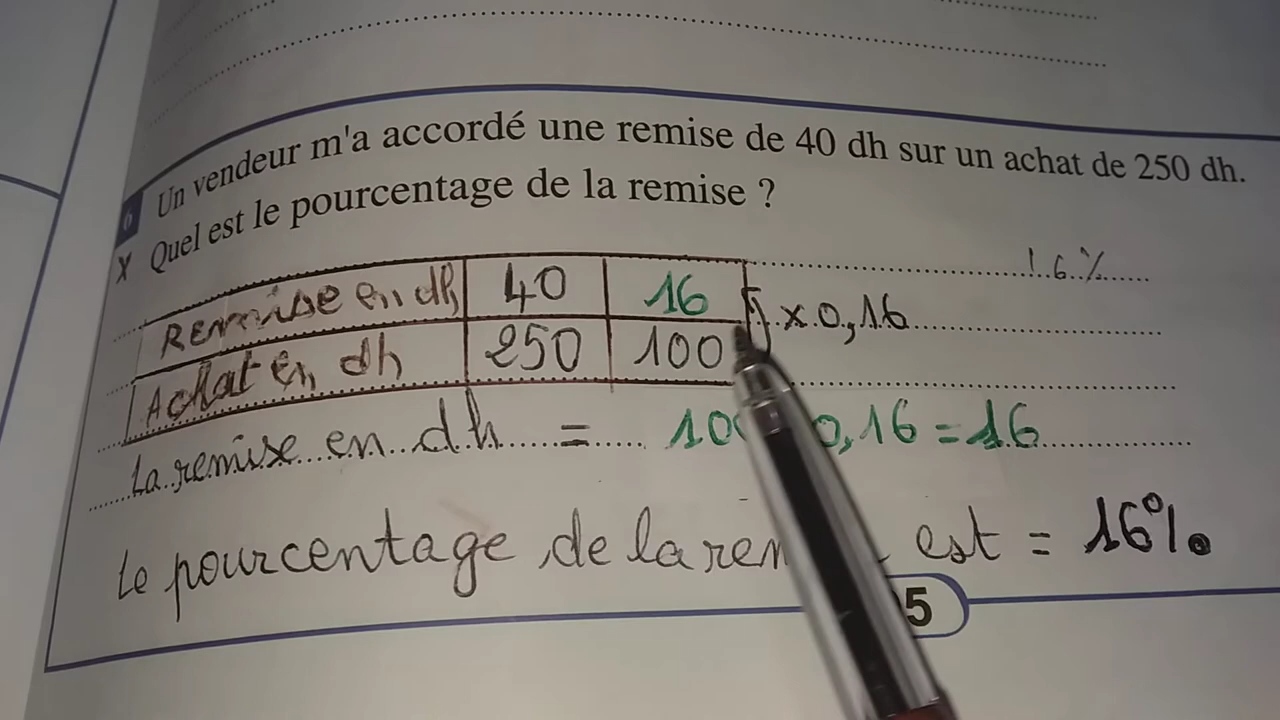 6 Un vendeur m'a accordé une remise de 40 dh sur un achat de 250 dh.
x Quel est le pourcentage de la remise ?
16%
Remise en dh 40 16
x 0,16
Achat en dh 250 100
La remise en dh = 0,16 = 16
Le pourcentage de la est = 16%
5